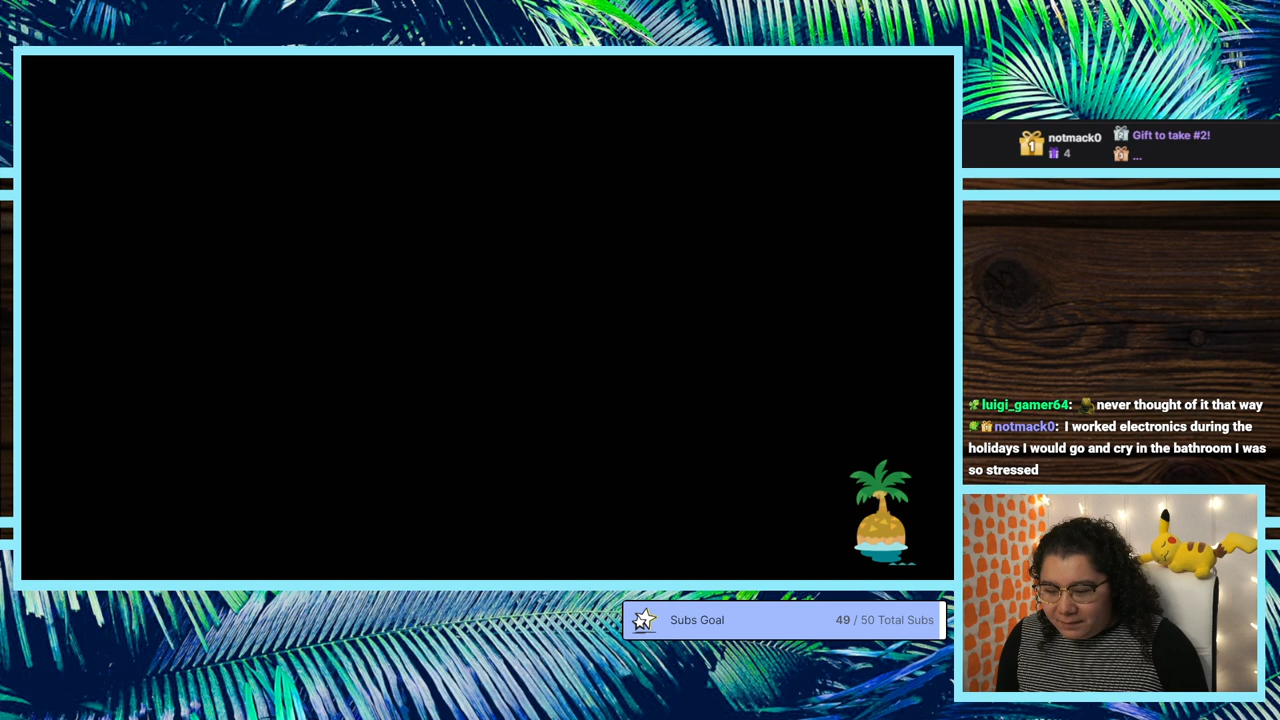 notmack0
4
Gift to take #2!
...
luigi_gamer64: never thought of it that way
notmack0: I worked electronics during the
holidays I would go and cry in the bathroom I was
so stressed
Subs Goal
49 / 50 Total Subs